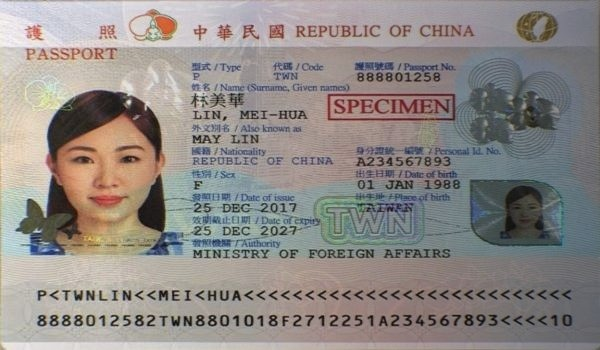 護照 中華民國 REPUBLIC OF CHINA
PASSPORT
型式 / Type 代碼 / Code 護照號碼 / Passport No.
P TWN 888801258
姓名 / Name (Surname, Given names)
林美華
LIN, MEI-HUA
SPECIMEN
外文別名 / Also known as
MAY LIN
國籍 / Nationality 身分證統一編號 / Personal Id. No.
REPUBLIC OF CHINA A234567893
性別 / Sex 出生日期 / Date of birth
F 01 JAN 1988
發照日期 / Date of issue 出生地 / Place of birth
25 DEC 2017 TAIWAN
效期截止日期 / Date of expiry
25 DEC 2027
TWN
發照機關 / Authority
MINISTRY OF FOREIGN AFFAIRS
P<TWNLIN<<MEI<HUA<<<<<<<<<<<<<<<<<<<<<<<<<<<
8888012582TWN8801018F2712251A234567893<<<<10